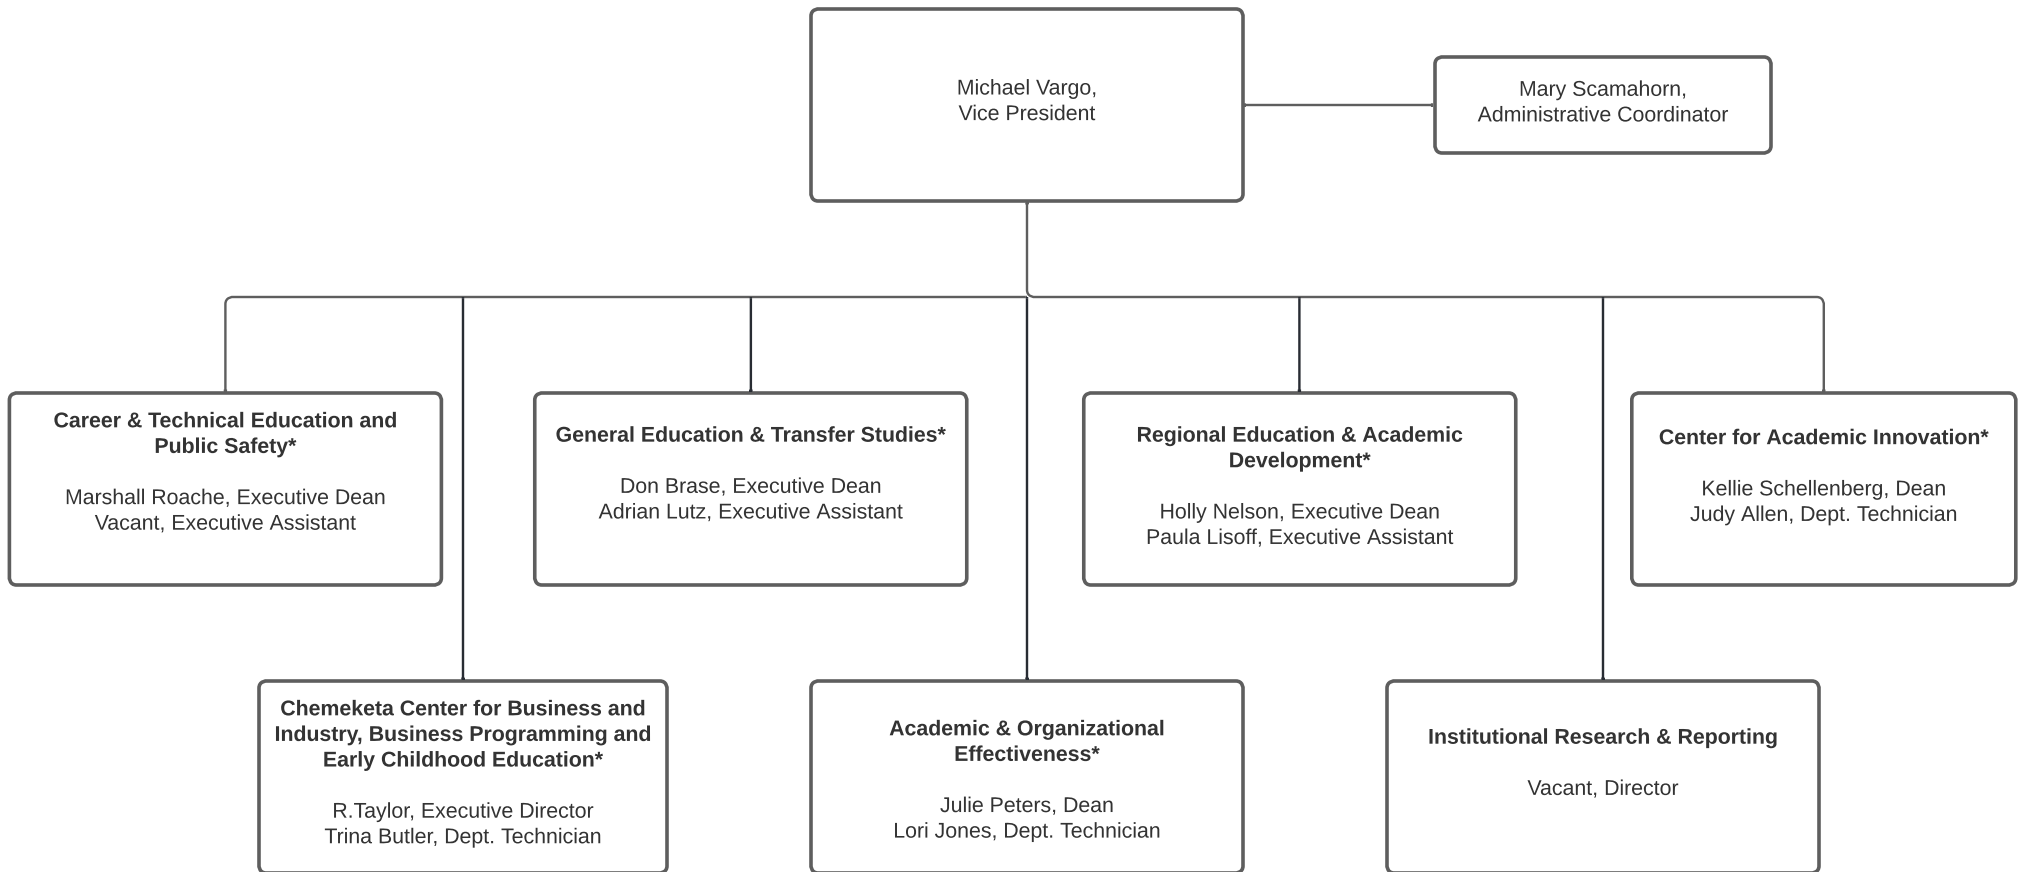 Michael Vargo,
Vice President
Mary Scamahorn,
Administrative Coordinator
Career & Technical Education and
Public Safety*
Marshall Roache, Executive Dean
Vacant, Executive Assistant
General Education & Transfer Studies*
Don Brase, Executive Dean
Adrian Lutz, Executive Assistant
Regional Education & Academic
Development*
Holly Nelson, Executive Dean
Paula Lisoff, Executive Assistant
Center for Academic Innovation*
Kellie Schellenberg, Dean
Judy Allen, Dept. Technician
Chemeketa Center for Business and
Industry, Business Programming and
Early Childhood Education*
R.Taylor, Executive Director
Trina Butler, Dept. Technician
Academic & Organizational
Effectiveness*
Julie Peters, Dean
Lori Jones, Dept. Technician
Institutional Research & Reporting
Vacant, Director